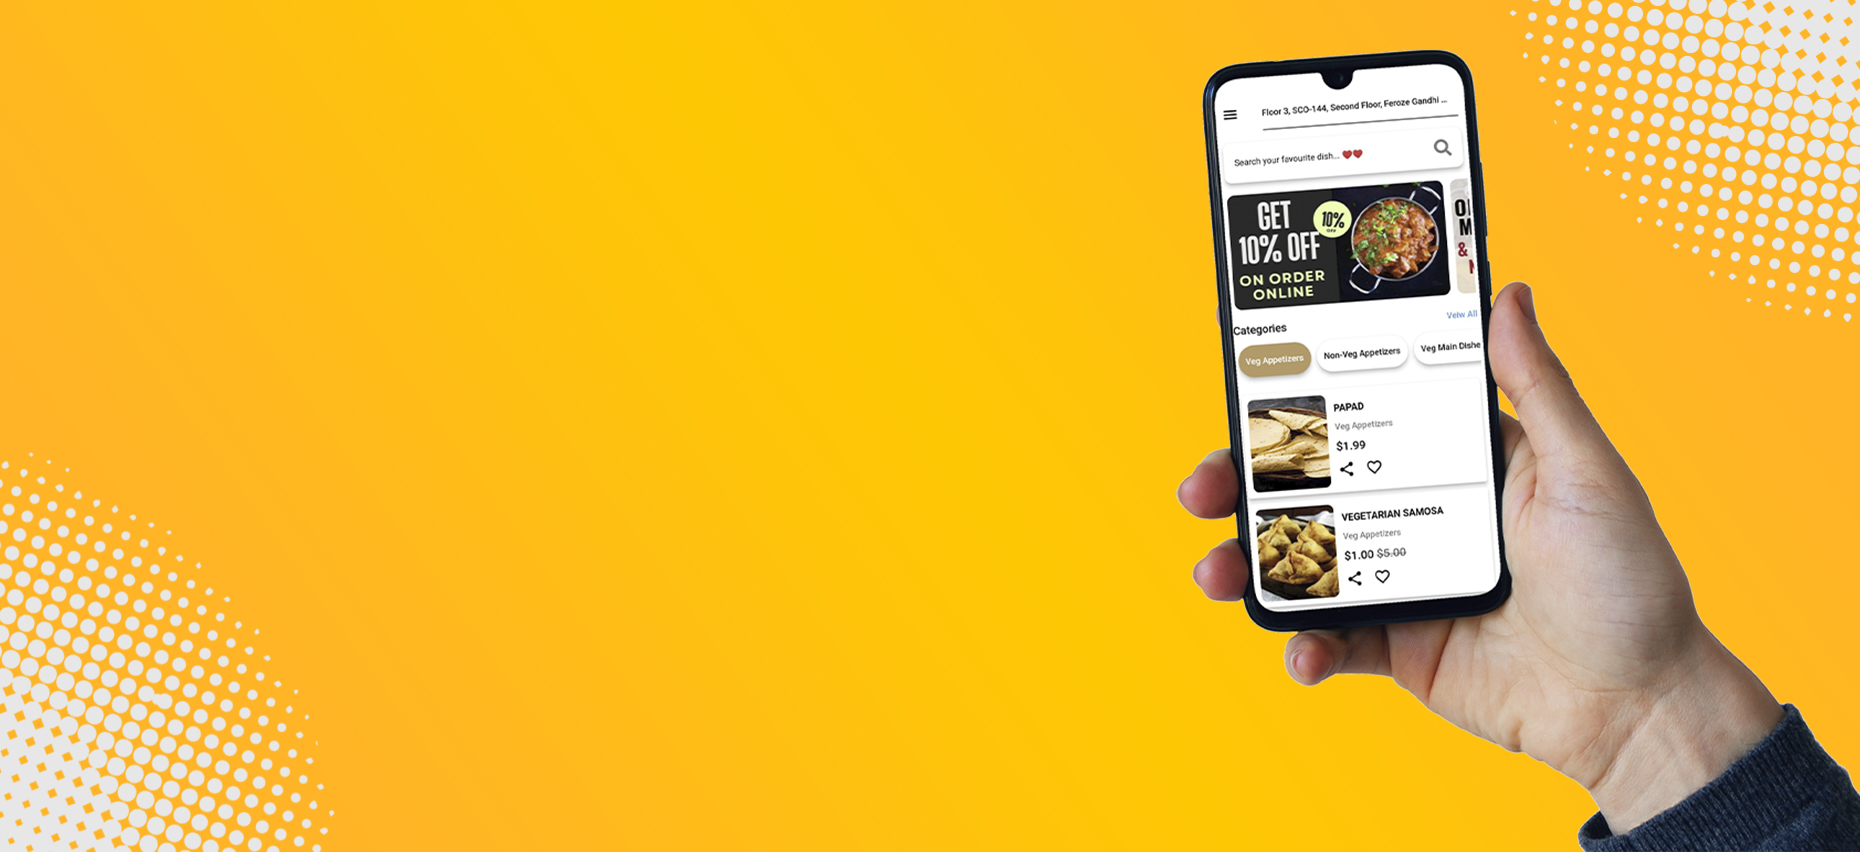 Floor 3, SCO-144, Second Floor, Feroze Gandhi ...
Search your favourite dish... ❤❤
GET
10% OFF
ON ORDER
ONLINE
10%
OFF
&
Categories
Veiw All
Veg Appetizers
Non-Veg Appetizers
Veg Main Dishe
PAPAD
Veg Appetizers
$1.99
VEGETARIAN SAMOSA
Veg Appetizers
$1.00 $5.00